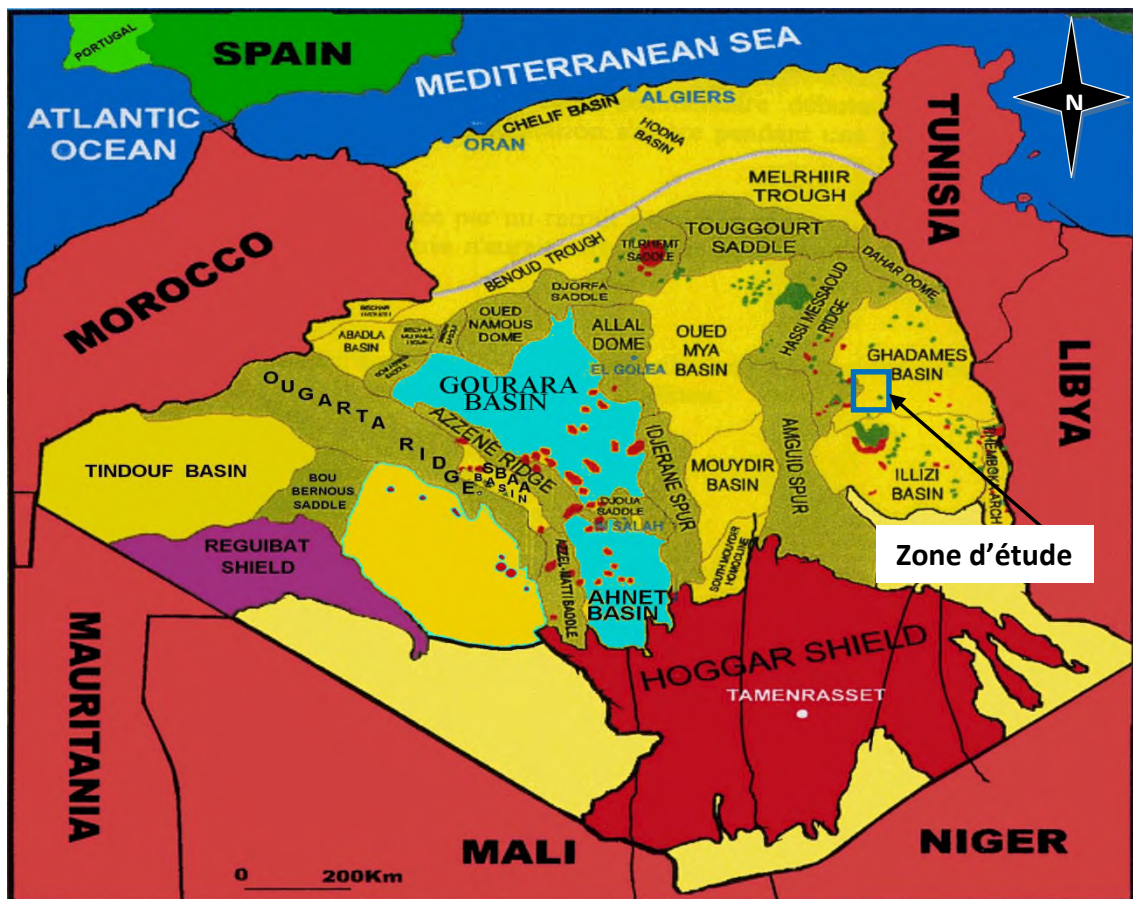 PORTUGAL
SPAIN
MEDITERRANEAN SEA
ATLANTIC
OCEAN
ALGIERS
CHELIF BASIN
ORAN
HODNA
BASIN
N
TUNISIA
MELRHIIR
TROUGH
MOROCCO
BENOUD TROUGH
TILRHEMT
SADDLE
TOUGGOURT
SADDLE
DAHAR DOME
DJORFA
SADDLE
HASSI MESSAOUD
RIDGE
ABADLA
BASIN
OUED
NAMOUS
DOME
ALLAL
DOME
OUED
MYA
BASIN
GHADAMES
BASIN
LIBYA
EL GOLEA
GOURARA
BASIN
OUGARTA RIDGE
AZZENE RIDGE
SBAA
BASIN
IDJERANE SPUR
AMGUID SPUR
TINDOUF BASIN
BOU
BERNOUS
SADDLE
MOUYDIR
BASIN
ILLIZI
BASIN
DJOUA
SADDLE
SALAH
REGUIBAT
SHIELD
AHNET
BASIN
SOUTH MOUYDIR
HOMOCLINE
Zone d’étude
MAURITANIA
HOGGAR SHIELD
TAMENRASSET
MALI
NIGER
0 200Km